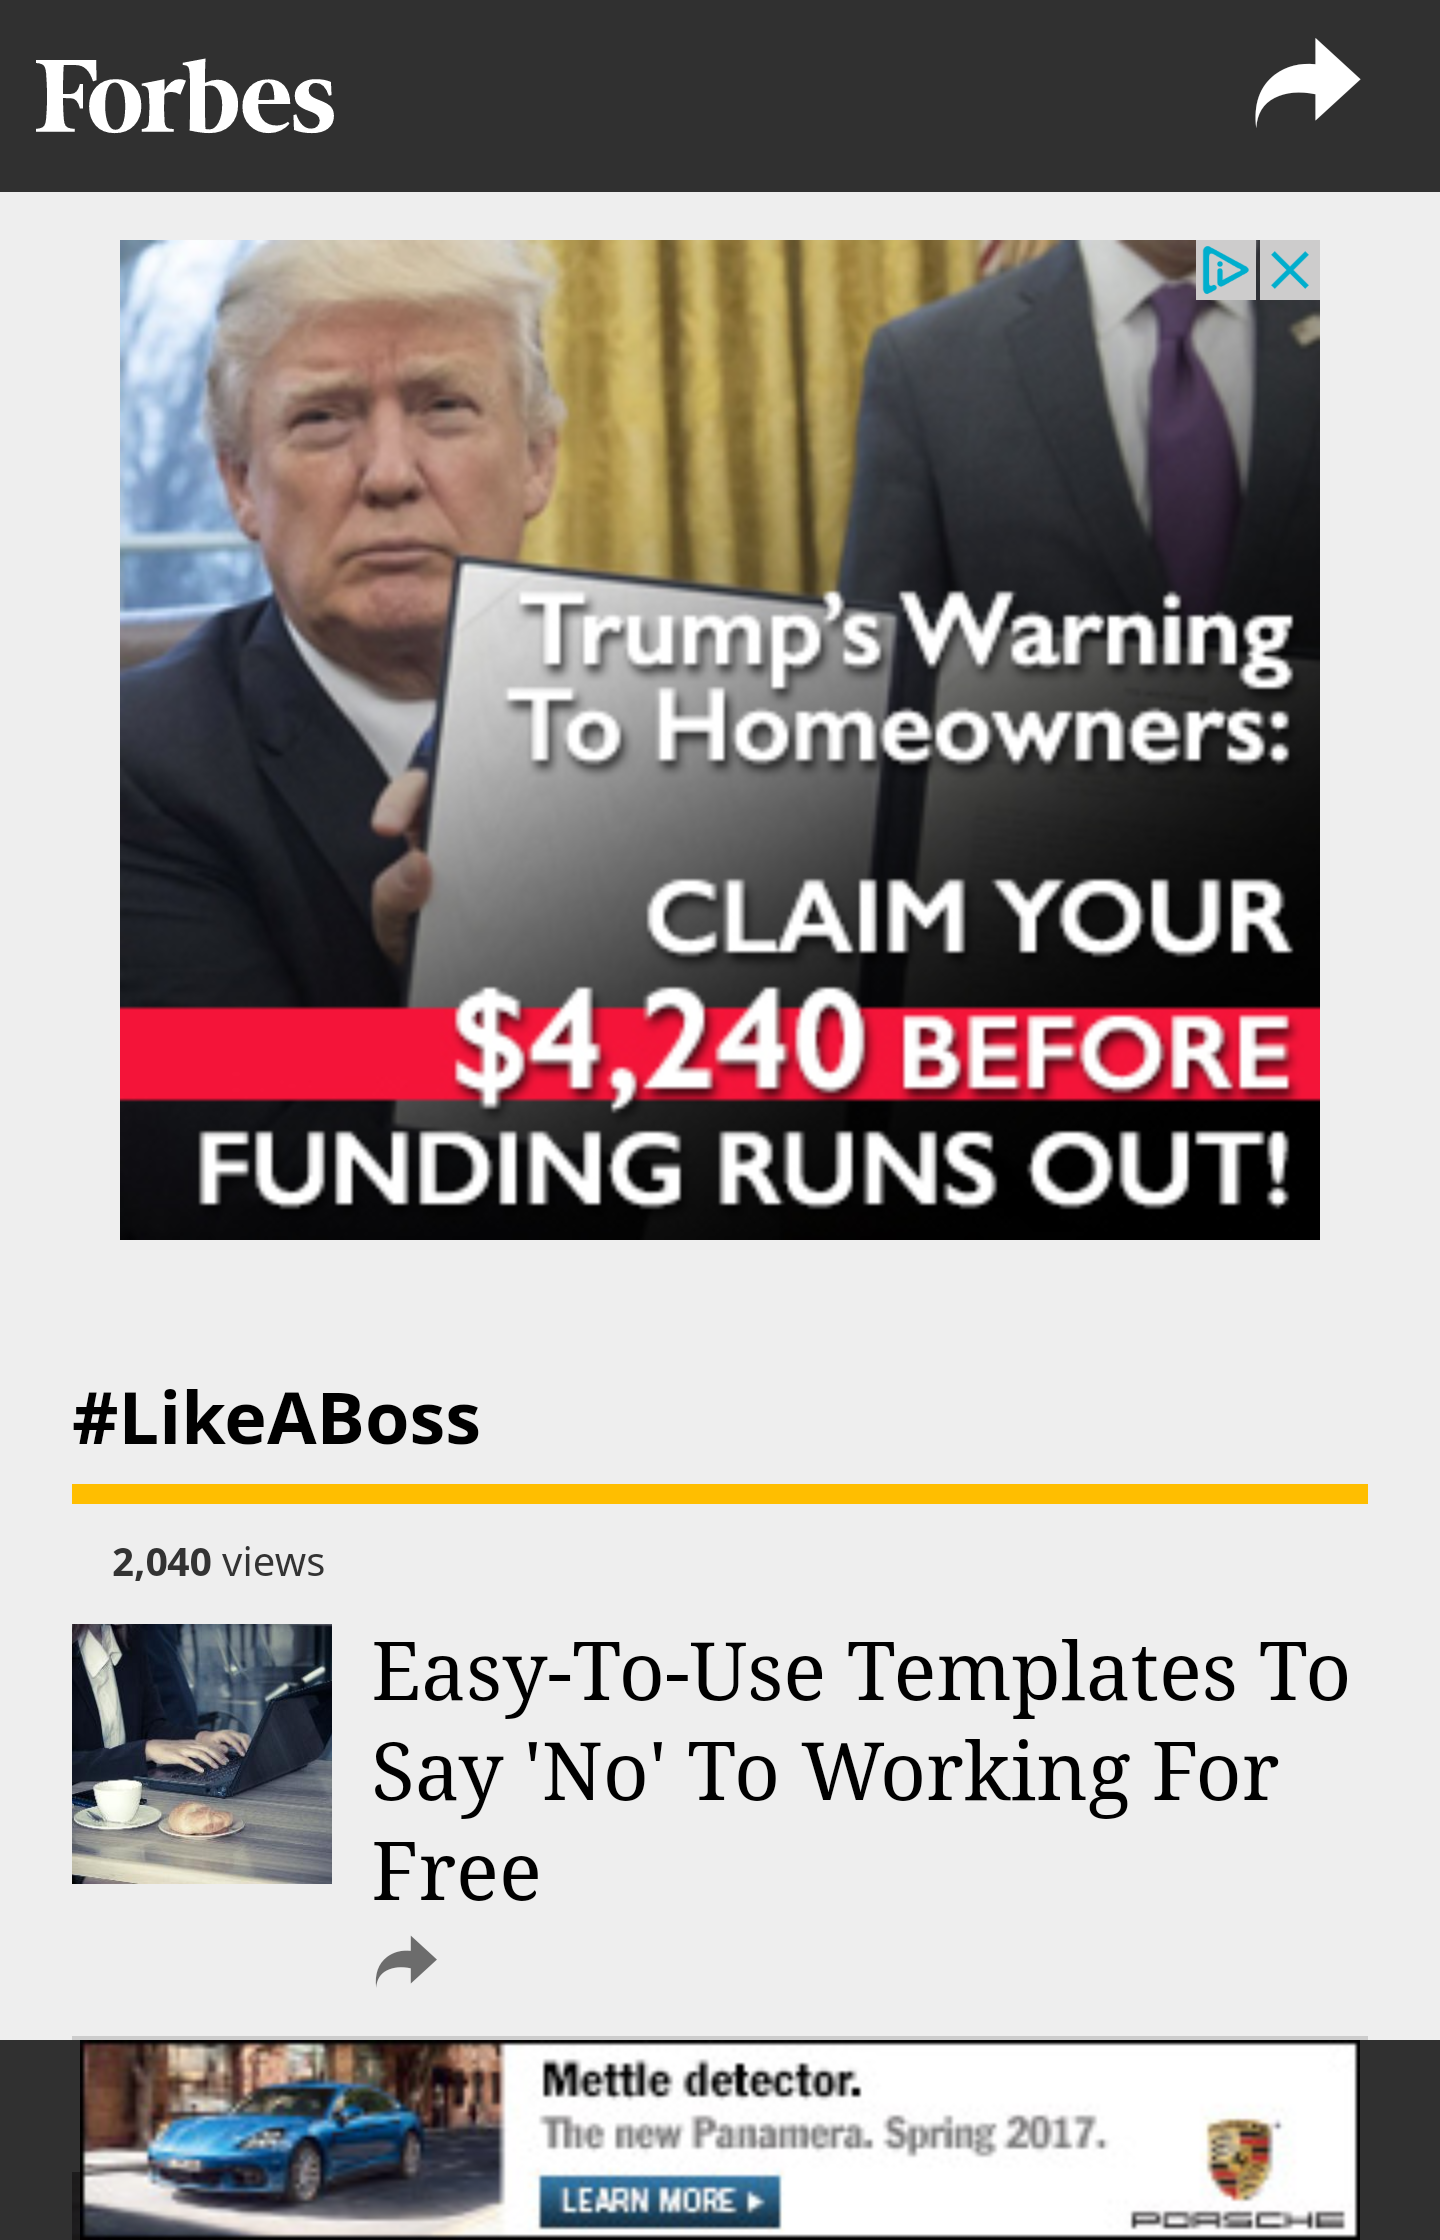 Forbes
Trump's Warning
To Homeowners:
CLAIM YOUR
$4,240 BEFORE
FUNDING RUNS OUT!
#LikeABoss
2,040 views
Easy-To-Use Templates To
Say 'No' To Working For
Free
Mettle detector.
The new Panamera. Spring 2017.
LEARN MORE
PORSCHE